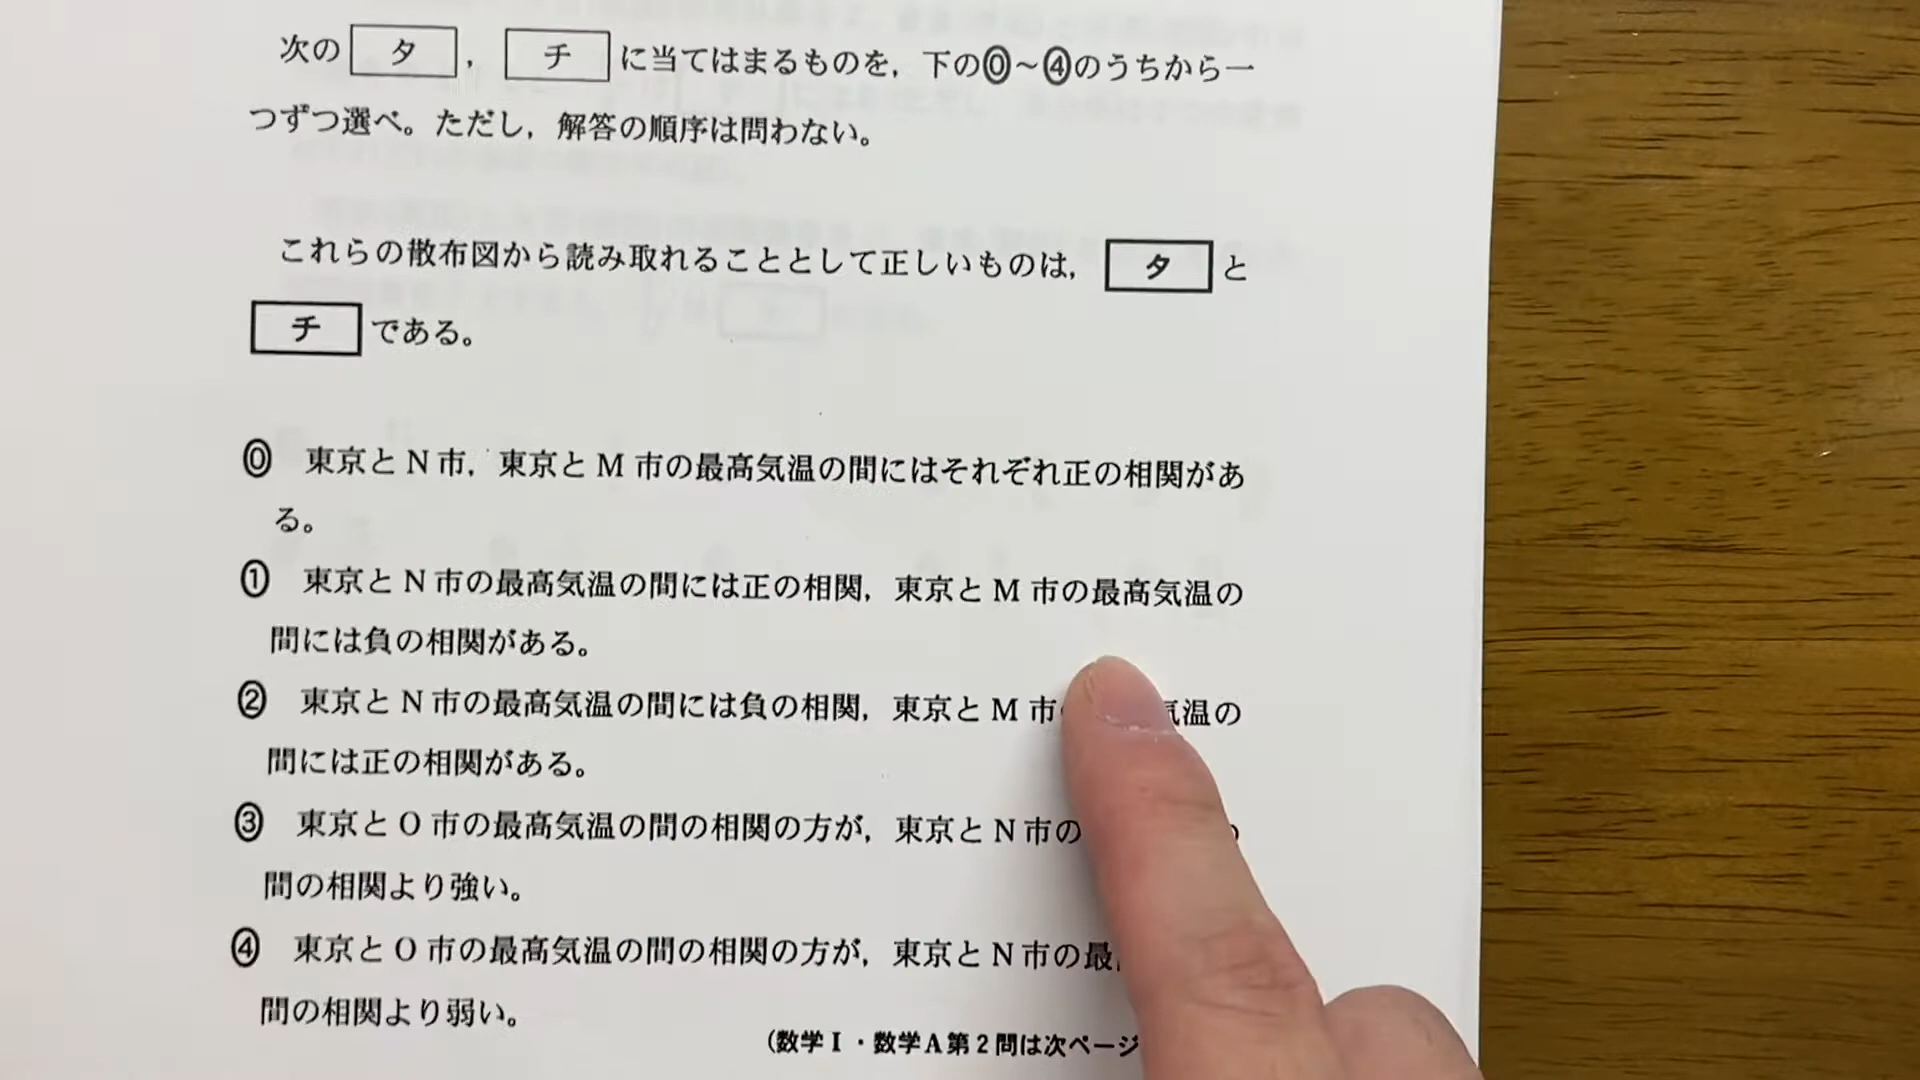 次の タ , チ に当てはまるものを, 下の⓪～④のうちから一
つずつ選べ。ただし, 解答の順序は問わない。
これらの散布図から読み取れることとして正しいものは, タ と
チ である。
⓪ 東京とN市, 東京とM市の最高気温の間にはそれぞれ正の相関があ
る。
① 東京とN市の最高気温の間には正の相関, 東京とM市の最高気温の
間には負の相関がある。
② 東京とN市の最高気温の間には負の相関, 東京とM市 気温の
間には正の相関がある。
③ 東京とO市の最高気温の間の相関の方が, 東京とN市の
間の相関より強い。
④ 東京とO市の最高気温の間の相関の方が, 東京とN市の最
間の相関より弱い。
(数学Ⅰ・数学A第2問は次ページ